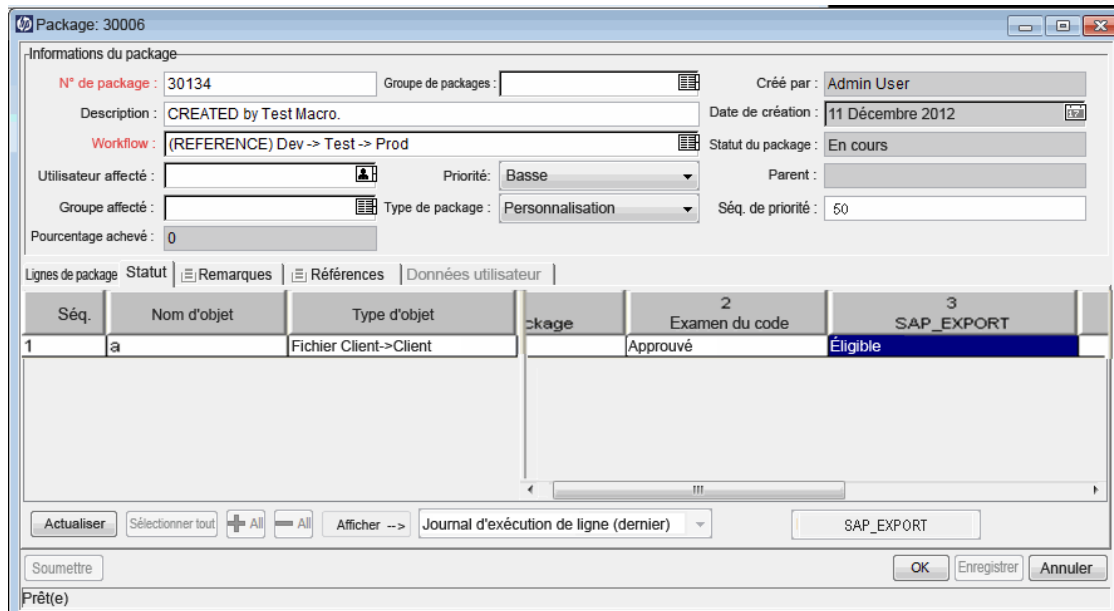 Package: 30006
Informations du package
N° de package : 30134 Groupe de packages : Créé par : Admin User
Description : CREATED by Test Macro. Date de création : 11 Décembre 2012
Workflow : (REFERENCE) Dev -> Test -> Prod Statut du package : En cours
Utilisateur affecté : Priorité: Basse Parent :
Groupe affecté : Type de package : Personnalisation Séq. de priorité : 50
Pourcentage achevé : 0
Lignes de package Statut Remarques Références Données utilisateur
Séq. Nom d'objet Type d'objet ckage 2 Examen du code 3 SAP_EXPORT
1 a Fichier Client->Client Approuvé Éligible
Actualiser Sélectionner tout All All Afficher --> Journal d'exécution de ligne (dernier) SAP_EXPORT
Soumettre OK Enregistrer Annuler
Prêt(e)